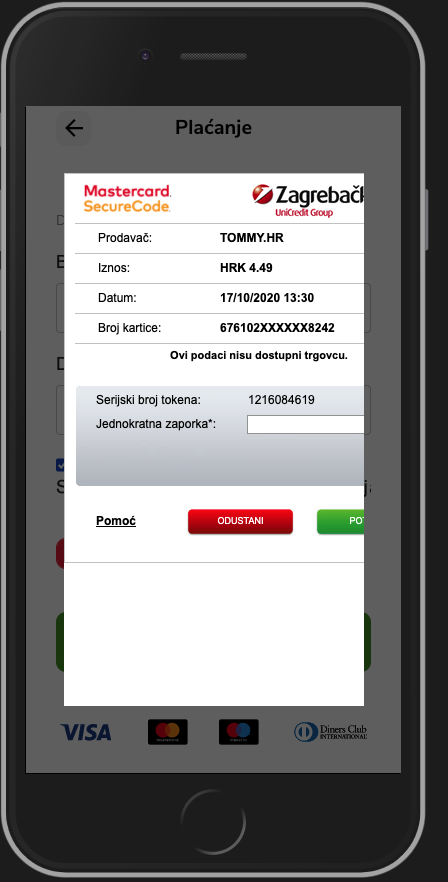 Plaćanje
Mastercard.
SecureCode.
Zagrebač
UniCredit Group
Prodavač: TOMMY.HR
Iznos: HRK 4.49
Datum: 17/10/2020 13:30
Broj kartice: 676102XXXXXX8242
Ovi podaci nisu dostupni trgovcu.
Serijski broj tokena: 1216084619
Jednokratna zaporka*:
Pomoć ODUSTANI PO
VISA
Diners Club
INTERNATIONAL